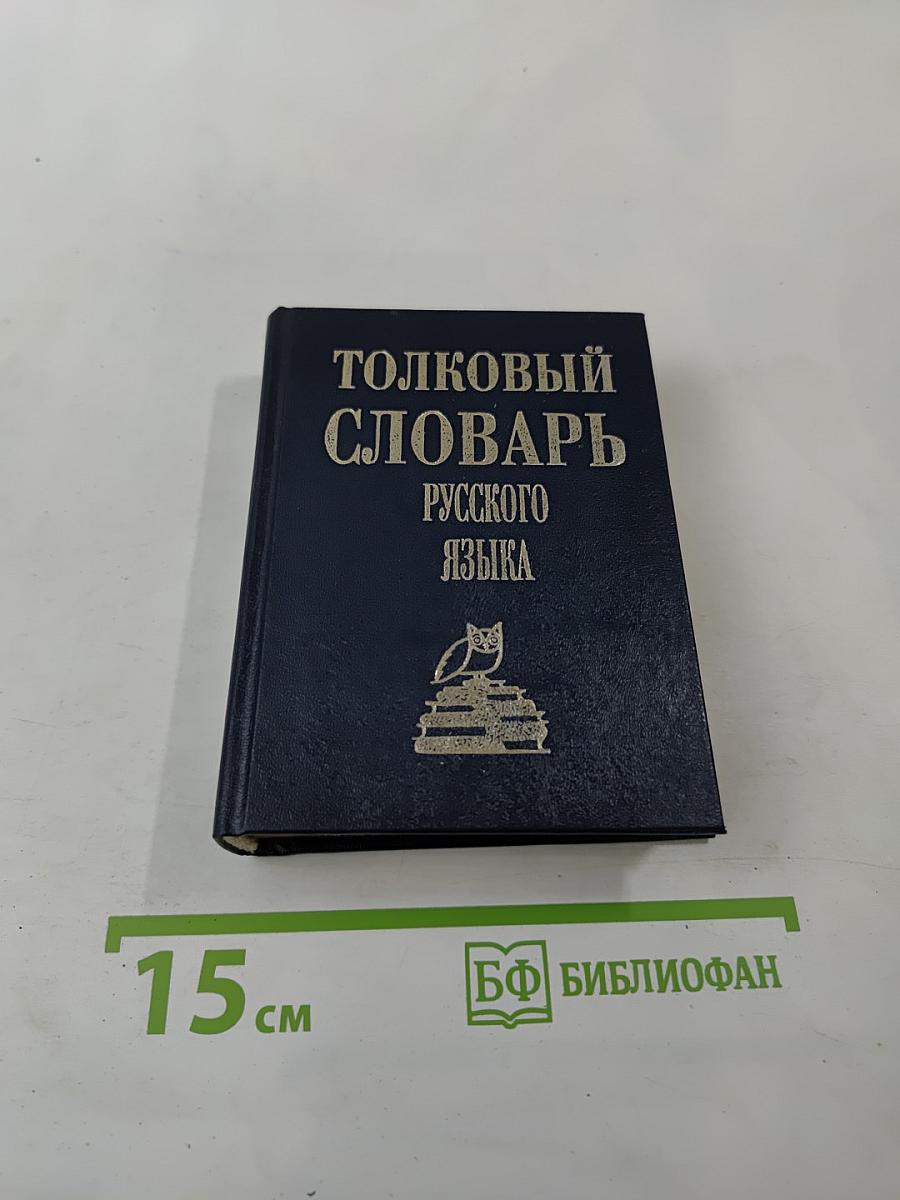 ТОЛКОВЫЙ
СЛОВАРЬ
РУССКОГО
ЯЗЫКА
15 см
БФ БИБЛИОФАН